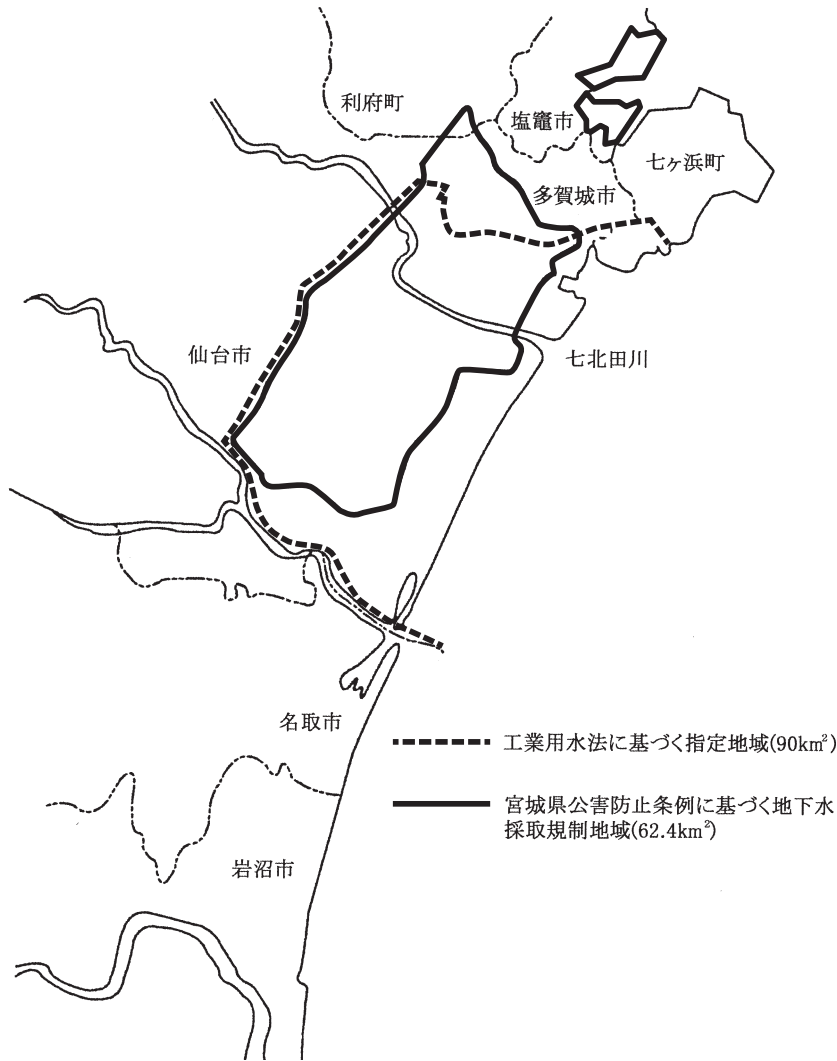 利府町
塩竈市
七ヶ浜町
多賀城市
仙台市
七北田川
名取市
工業用水法に基づく指定地域(90km²)
宮城県公害防止条例に基づく地下水
採取規制地域(62.4km²)
岩沼市